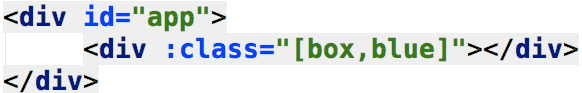 <div id="app">
<div :class="[box,blue]"></div>
</div>